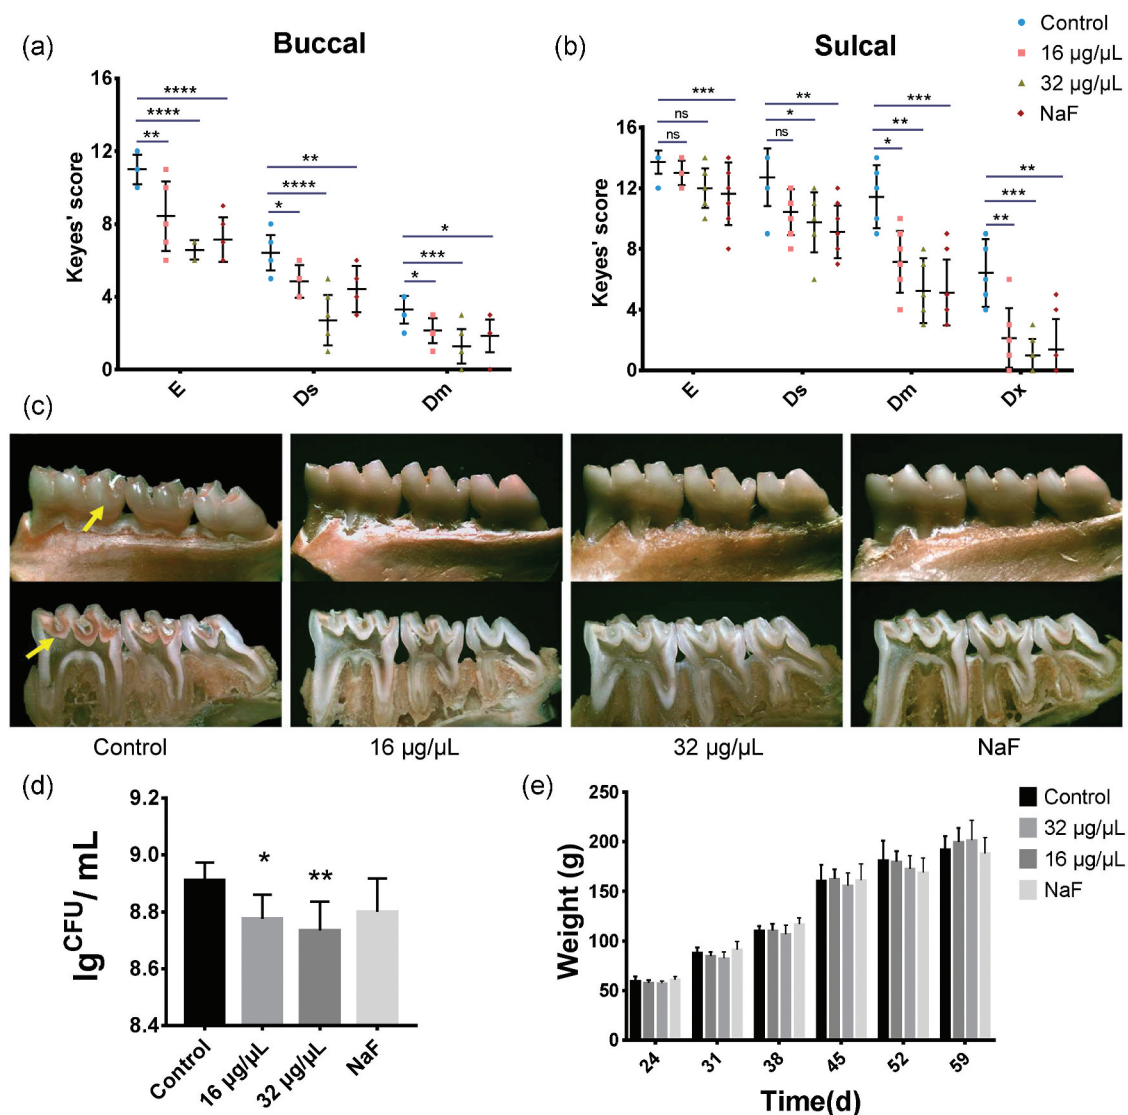 (a)
Buccal
Keyes' score
16
12
8
4
0
****
****
**
**
****
*
*
***
*
E
Ds
Dm
(b)
Sulcal
Keyes' score
16
12
8
4
0
***
ns
ns
**
*
ns
***
**
*
**
***
**
E
Ds
Dm
Dx
Control
16 µg/µL
32 µg/µL
NaF
(c)
Control
16 µg/µL
32 µg/µL
NaF
(d)
lg^CFU/ mL
9.2
9.0
8.8
8.6
8.4
*
**
Control
16 µg/µL
32 µg/µL
NaF
(e)
Weight (g)
250
200
150
100
50
0
24
31
38
45
52
59
Time(d)
Control
32 µg/µL
16 µg/µL
NaF